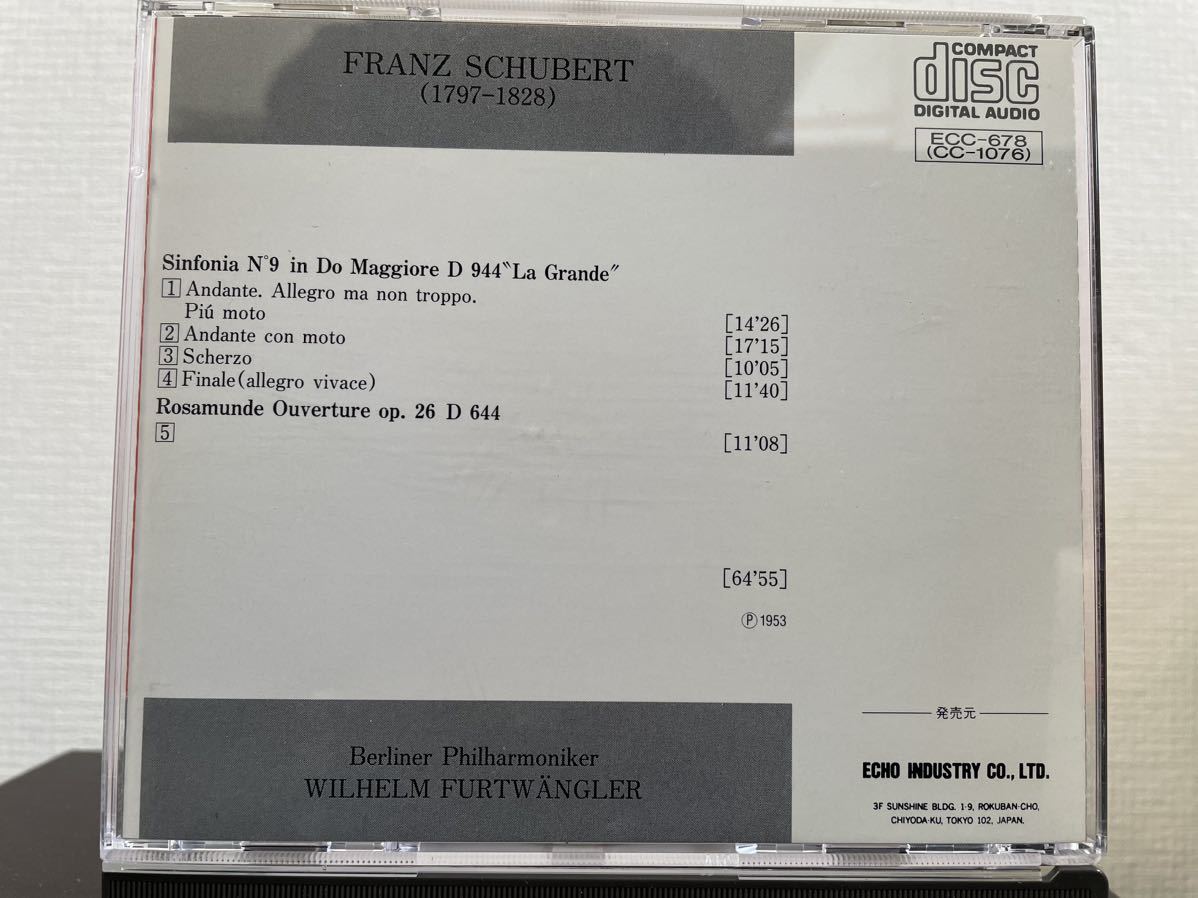 FRANZ SCHUBERT
(1797-1828)
COMPACT
disc
DIGITAL AUDIO
ECC-678
(CC-1076)
Sinfonia N°9 in Do Maggiore D 944 〝La Grande〞
1 Andante. Allegro ma non troppo.
Piú moto [14'26]
2 Andante con moto [17'15]
3 Scherzo [10'05]
4 Finale(allegro vivace) [11'40]
Rosamunde Ouverture op. 26 D 644
5 [11'08]
[64'55]
Ⓟ 1953
Berliner Philharmoniker
WILHELM FURTWÄNGLER
発売元
ECHO INDUSTRY CO., LTD.
3F SUNSHINE BLDG. 1-9, ROKUBAN-CHO,
CHIYODA-KU, TOKYO 102, JAPAN.